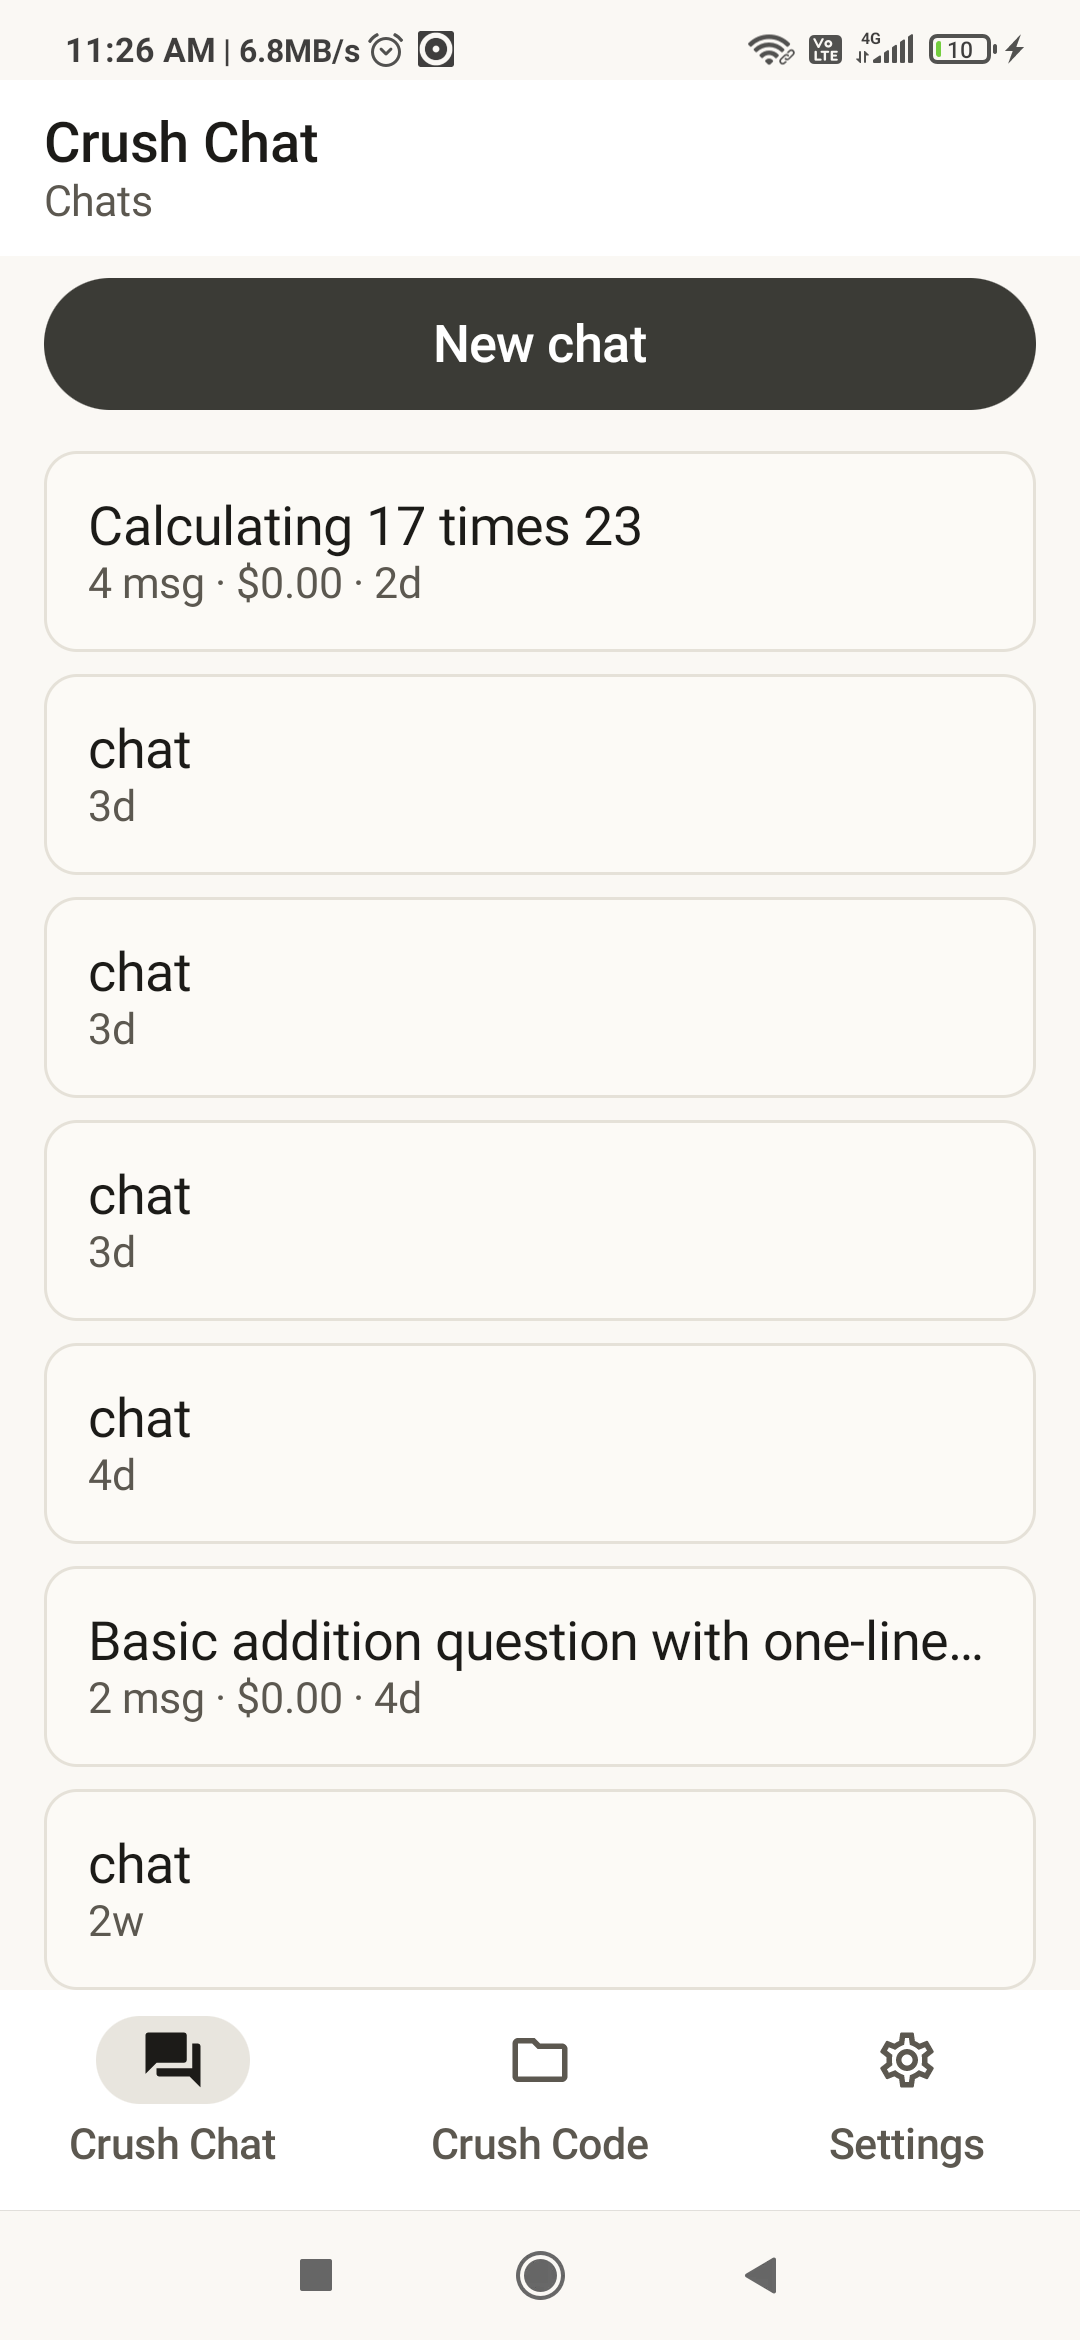 11:26 AM | 6.8MB/s
Vo LTE 4G 10
Crush Chat
Chats
New chat
Calculating 17 times 23
4 msg · $0.00 · 2d
chat
3d
chat
3d
chat
3d
chat
4d
Basic addition question with one-line...
2 msg · $0.00 · 4d
chat
2w
Crush Chat
Crush Code
Settings